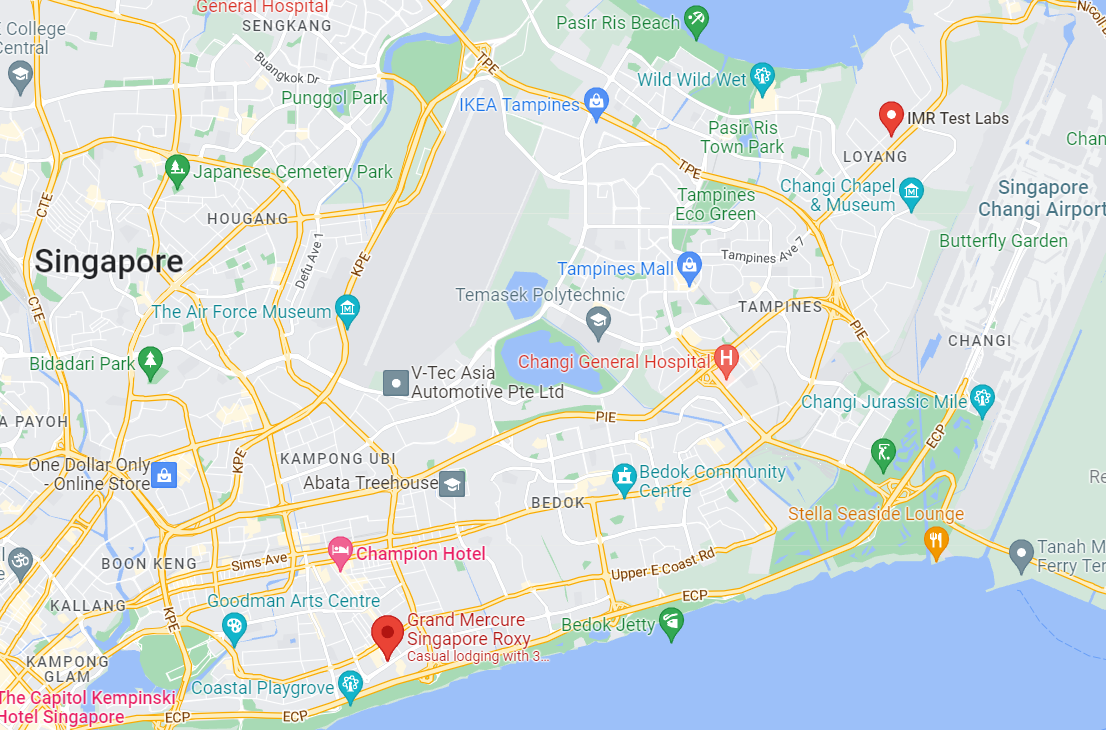 General Hospital
SENGKANG
College
Central
Buangkok Dr
Punggol Park
TPE
Pasir Ris Beach
Wild Wild Wet
IKEA Tampines
IMR Test Labs
LOYANG
Pasir Ris
Town Park
TPE
Japanese Cemetery Park
CTE
HOUGANG
Changi Chapel
& Museum
Singapore
Changi Airport
Tampines
Eco Green
Butterfly Garden
Defu Ave 1
KPE
Tampines Ave 7
Singapore
Tampines Mall
Temasek Polytechnic
TAMPINES
CTE
The Air Force Museum
PIE
CHANGI
Bidadari Park
Changi General Hospital
V-Tec Asia
Automotive Pte Ltd
Changi Jurassic Mile
PIE
A PAYOH
ECP
KPE
KAMPONG UBI
One Dollar Only
- Online Store
Abata Treehouse
Bedok Community
Centre
BEDOK
Stella Seaside Lounge
Champion Hotel
Sims Ave
BOON KENG
Upper E Coast Rd
Tanah M
Ferry Ter
KALLANG
Goodman Arts Centre
ECP
KPE
Grand Mercure
Singapore Roxy
Casual lodging with 3...
Bedok Jetty
KAMPONG
GLAM
Coastal Playgrove
The Capitol Kempinski
Hotel Singapore
ECP
ECP